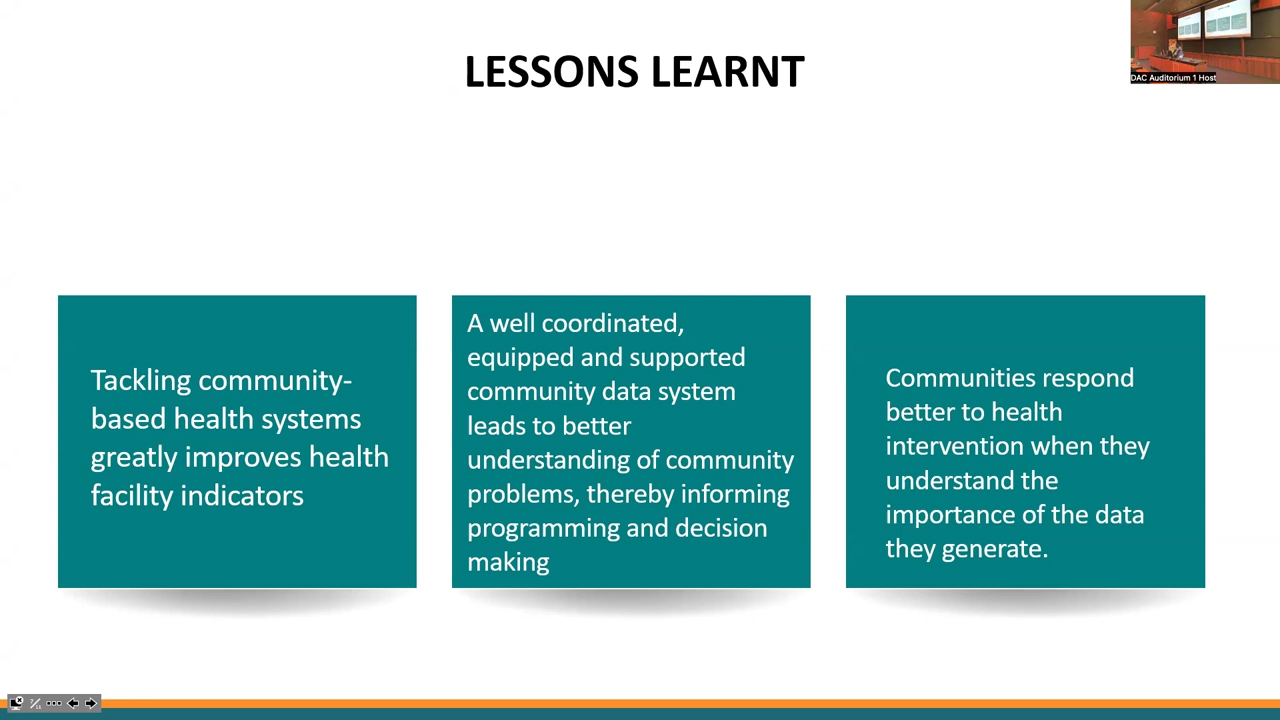 LESSONS LEARNT
DAC Auditorium 1 Host
Tackling community-
based health systems
greatly improves health
facility indicators
A well coordinated,
equipped and supported
community data system
leads to better
understanding of community
problems, thereby informing
programming and decision
making
Communities respond
better to health
intervention when they
understand the
importance of the data
they generate.